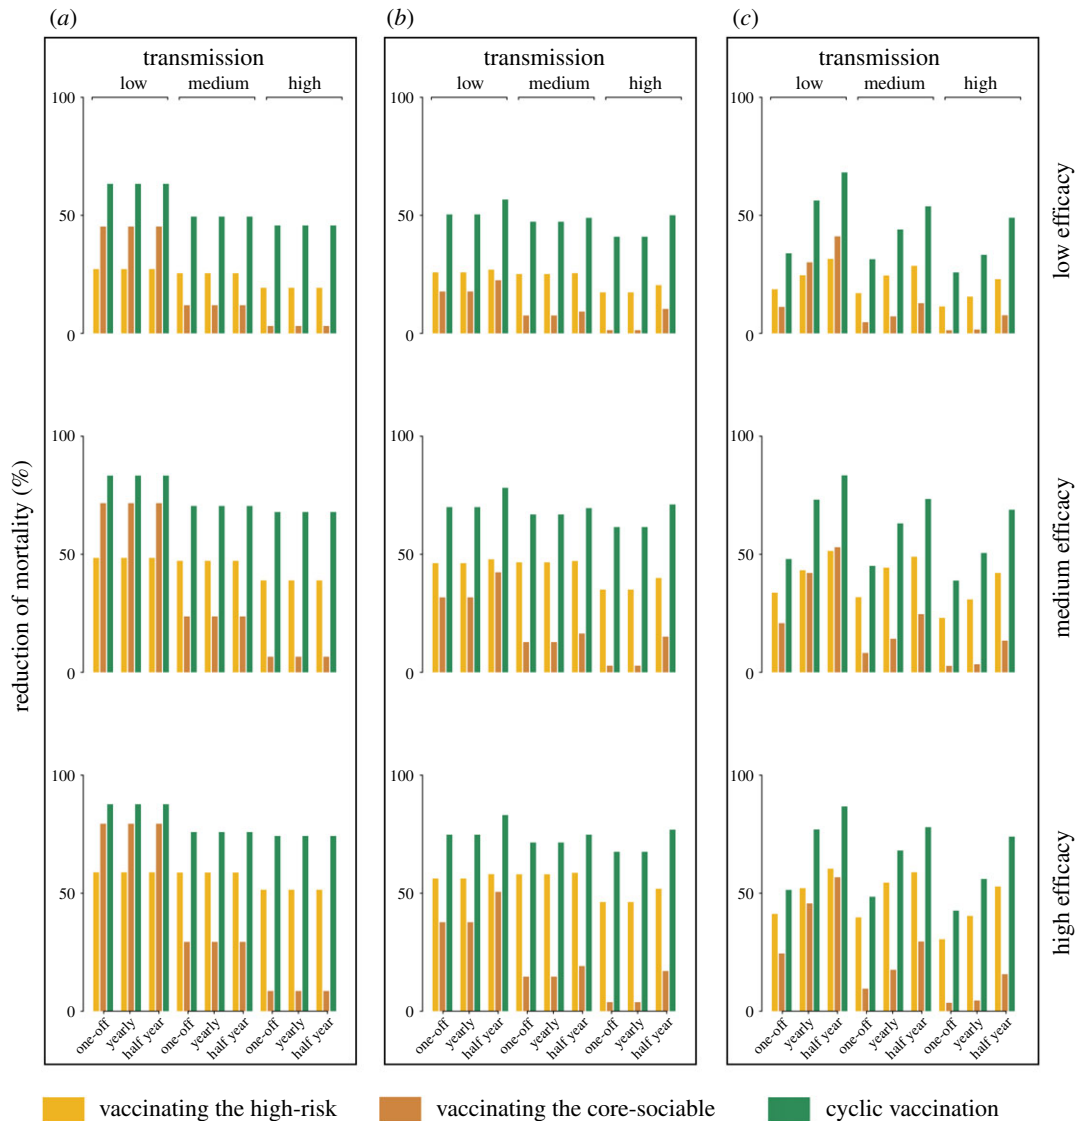 (a)
(b)
(c)
transmission
low medium high
transmission
low medium high
transmission
low medium high
100
50
0
100
50
0
100
50
0
low efficacy
100
50
0
100
50
0
100
50
0
medium efficacy
reduction of mortality (%)
100
50
0
100
50
0
100
50
0
high efficacy
one-off yearly half year one-off yearly half year one-off yearly half year
one-off yearly half year one-off yearly half year one-off yearly half year
one-off yearly half year one-off yearly half year one-off yearly half year
vaccinating the high-risk
vaccinating the core-sociable
cyclic vaccination